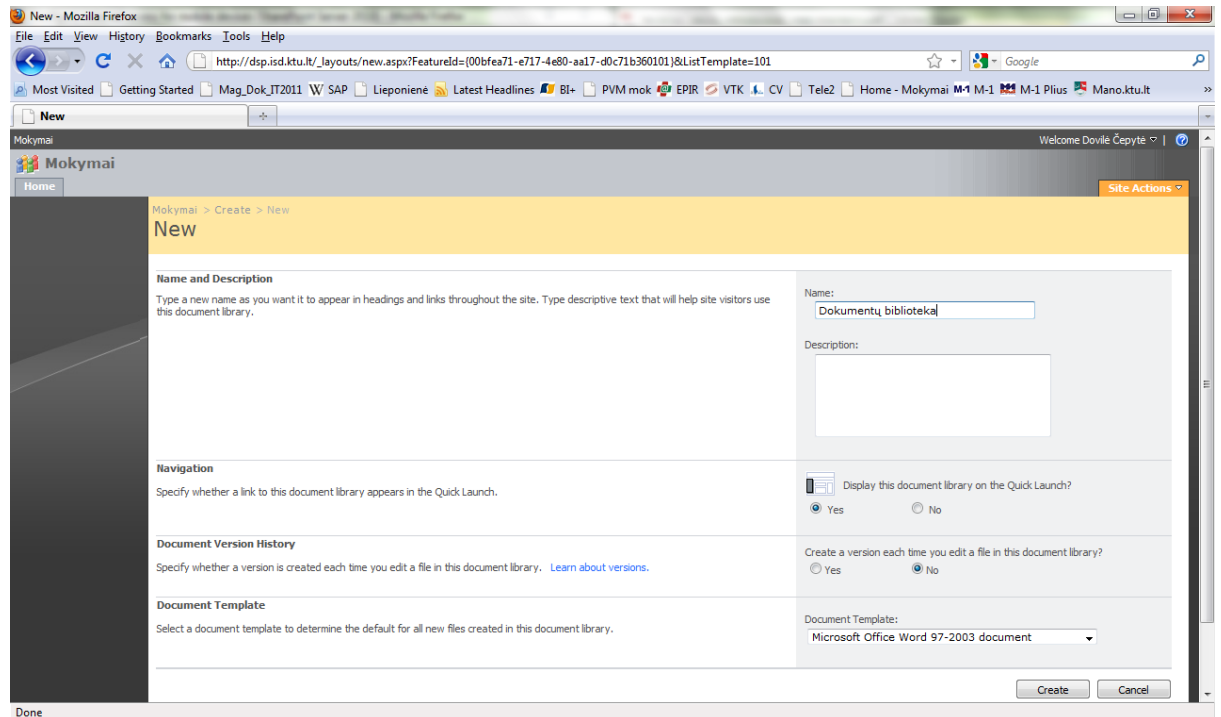 New - Mozilla Firefox
File Edit View History Bookmarks Tools Help
http://dsp.isd.ktu.lt/_layouts/new.aspx?FeatureId={00bfea71-e717-4e80-aa17-d0c71b360101}&ListTemplate=101
Google
Most Visited Getting Started Mag_Dok_IT2011 SAP Lieponienė Latest Headlines BI+ PVM mok EPIR VTK CV Tele2 Home - Mokymai M-1 M-1 Plius Mano.ktu.lt »
New
Mokymai Welcome Dovilė Čepytė |
Mokymai
Home Site Actions
Mokymai > Create > New
New
Name and Description
Type a new name as you want it to appear in headings and links throughout the site. Type descriptive text that will help site visitors use
this document library.
Name:
Dokumentų biblioteka
Description:
Navigation
Specify whether a link to this document library appears in the Quick Launch.
Display this document library on the Quick Launch?
Yes No
Document Version History
Specify whether a version is created each time you edit a file in this document library. Learn about versions.
Create a version each time you edit a file in this document library?
Yes No
Document Template
Select a document template to determine the default for all new files created in this document library.
Document Template:
Microsoft Office Word 97-2003 document
Create Cancel
Done